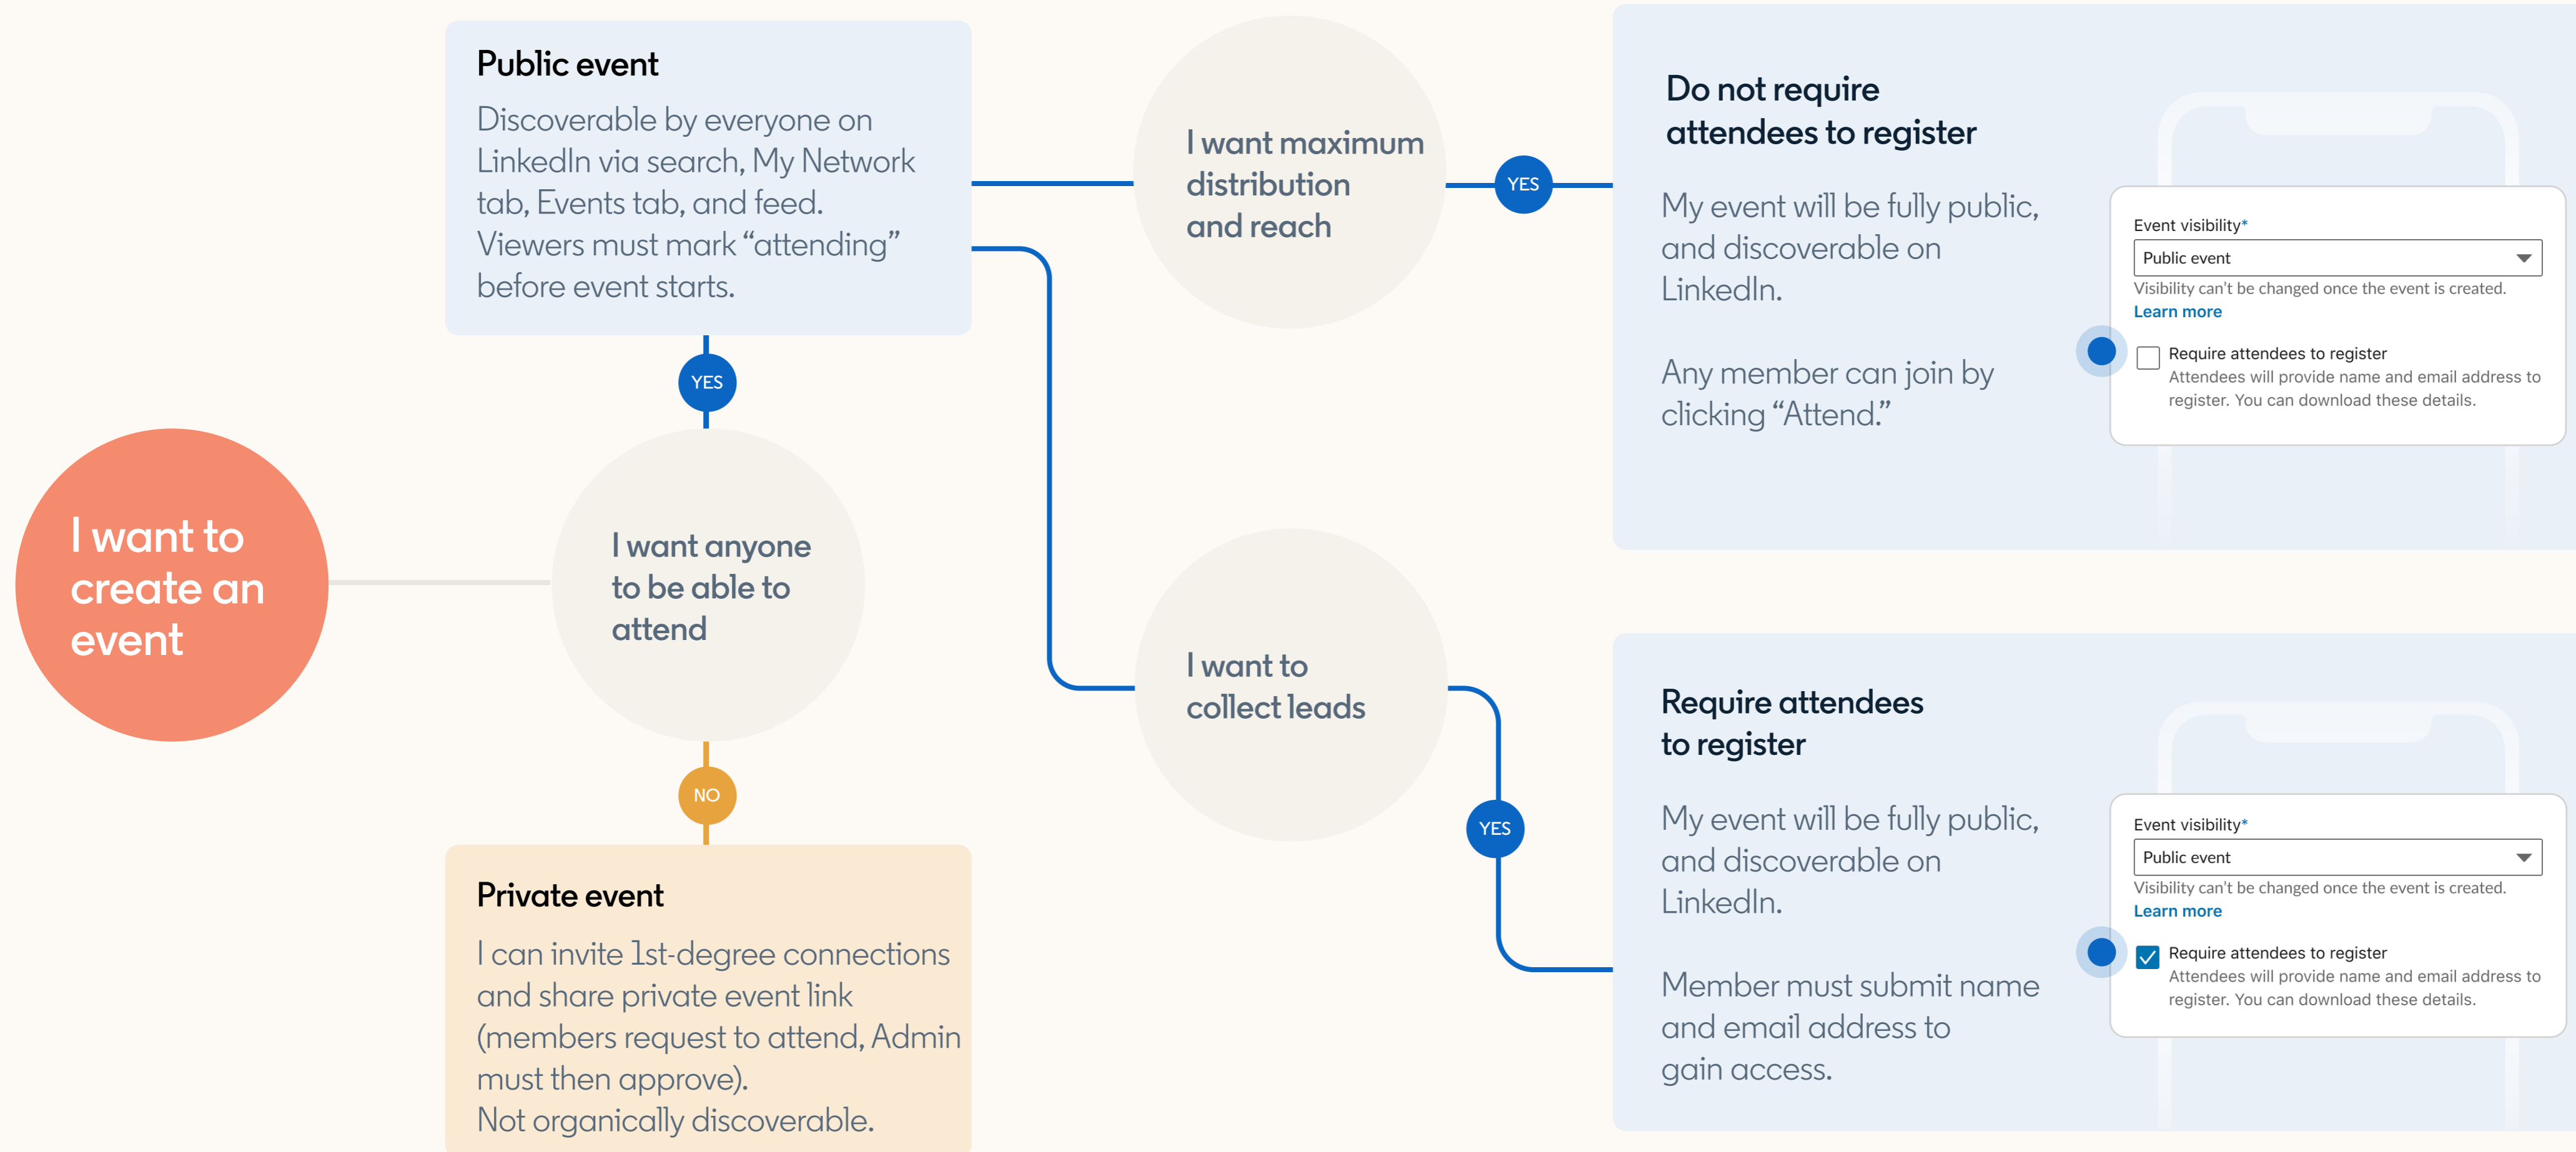 I want to
create an
event
I want anyone
to be able to
attend
YES
Public event
Discoverable by everyone on
LinkedIn via search, My Network
tab, Events tab, and feed.
Viewers must mark “attending”
before event starts.
NO
Private event
I can invite 1st-degree connections
and share private event link
(members request to attend, Admin
must then approve).
Not organically discoverable.
I want maximum
distribution
and reach
YES
Do not require
attendees to register
My event will be fully public,
and discoverable on
LinkedIn.
Any member can join by
clicking “Attend.”
Event visibility*
Public event
Visibility can’t be changed once the event is created.
Learn more
Require attendees to register
Attendees will provide name and email address to
register. You can download these details.
I want to
collect leads
YES
Require attendees
to register
My event will be fully public,
and discoverable on
LinkedIn.
Member must submit name
and email address to
gain access.
Event visibility*
Public event
Visibility can’t be changed once the event is created.
Learn more
Require attendees to register
Attendees will provide name and email address to
register. You can download these details.